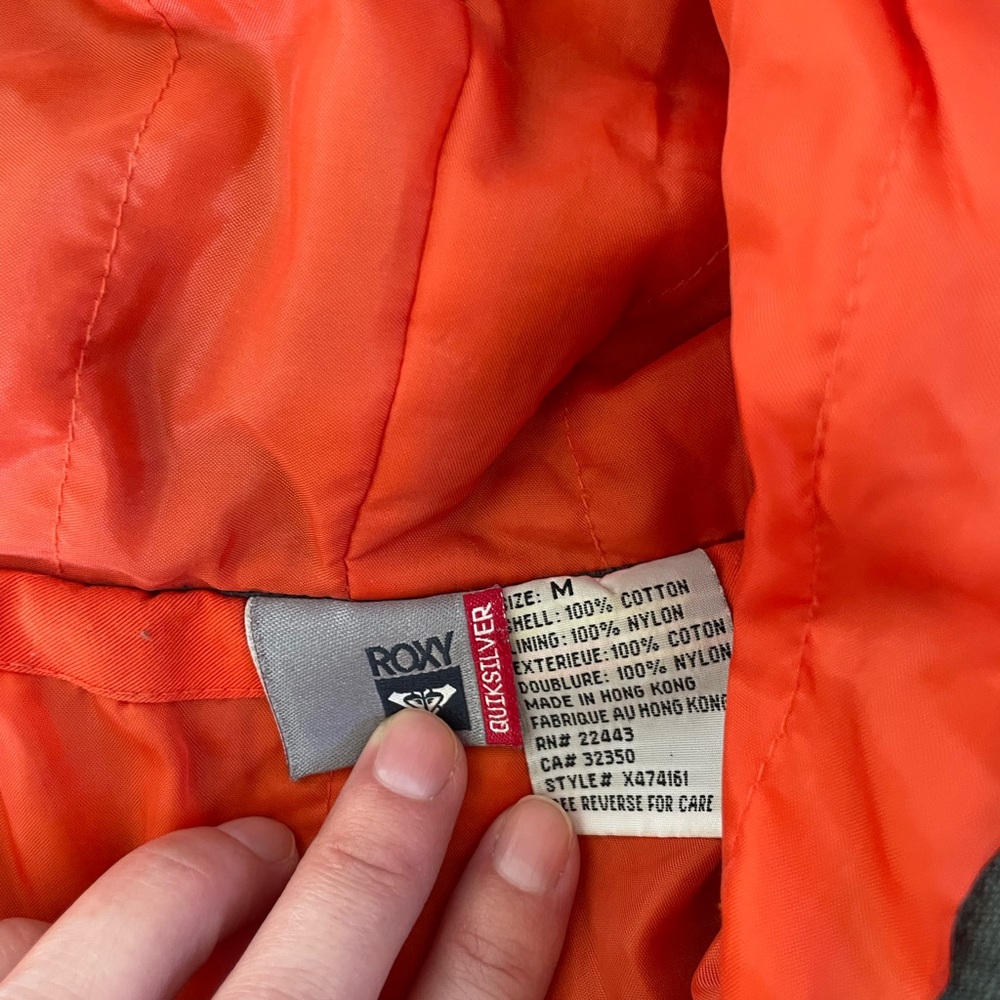 ROXY
QUIKSILVER
SIZE: M
SHELL: 100% COTTON
LINING: 100% NYLON
EXTERIEUE: 100% COTON
DOUBLURE: 100% NYLON
MADE IN HONG KONG
FABRIQUE AU HONG KONG
RN# 22443
CA# 32350
STYLE# X474161
SEE REVERSE FOR CARE